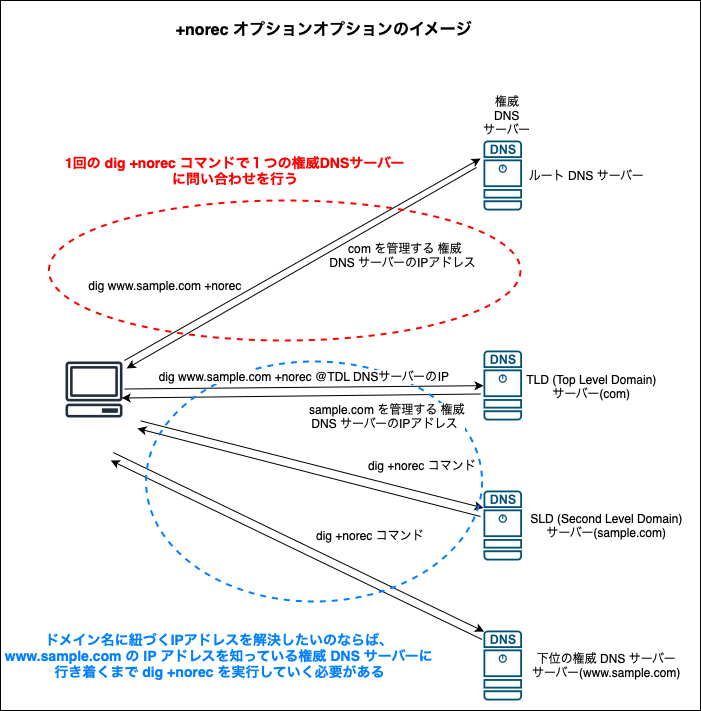 +norec オプションオプションのイメージ
権威
DNS
サーバー
DNS
ルート DNS サーバー
1回の dig +norec コマンドで１つの権威DNSサーバー
に問い合わせを行う
com を管理する 権威
DNS サーバーのIPアドレス
dig www.sample.com +norec
DNS
TLD (Top Level Domain)
サーバー(com)
dig www.sample.com +norec @TDL DNSサーバーのIP
sample.com を管理する 権威
DNS サーバーのIPアドレス
dig +norec コマンド
DNS
SLD (Second Level Domain)
サーバー(sample.com)
dig +norec コマンド
DNS
下位の権威 DNS サーバー
サーバー(www.sample.com)
ドメイン名に紐づくIPアドレスを解決したいのならば、
www.sample.com の IP アドレスを知っている権威 DNS サーバーに
行き着くまで dig +norec を実行していく必要がある